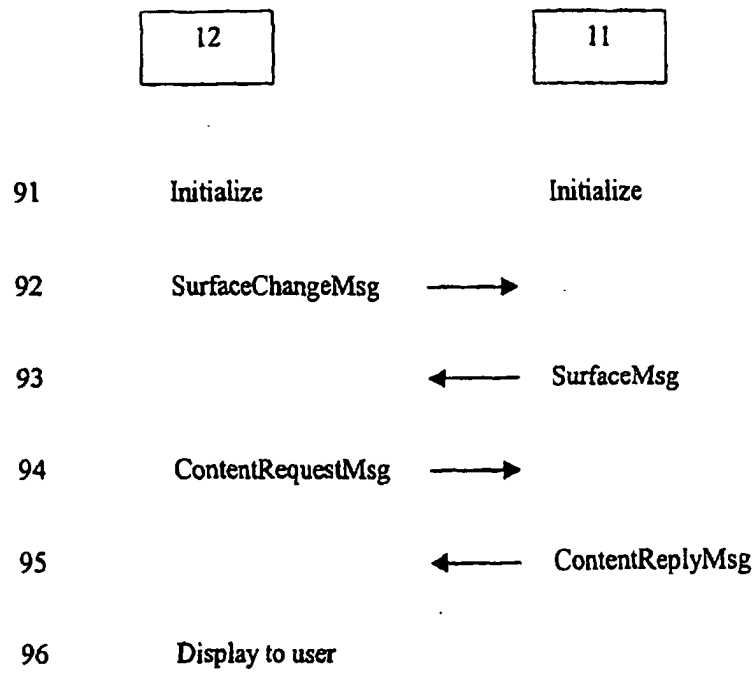 12 11
91 Initialize Initialize
92 SurfaceChangeMsg
93 SurfaceMsg
94 ContentRequestMsg
95 ContentReplyMsg
96 Display to user